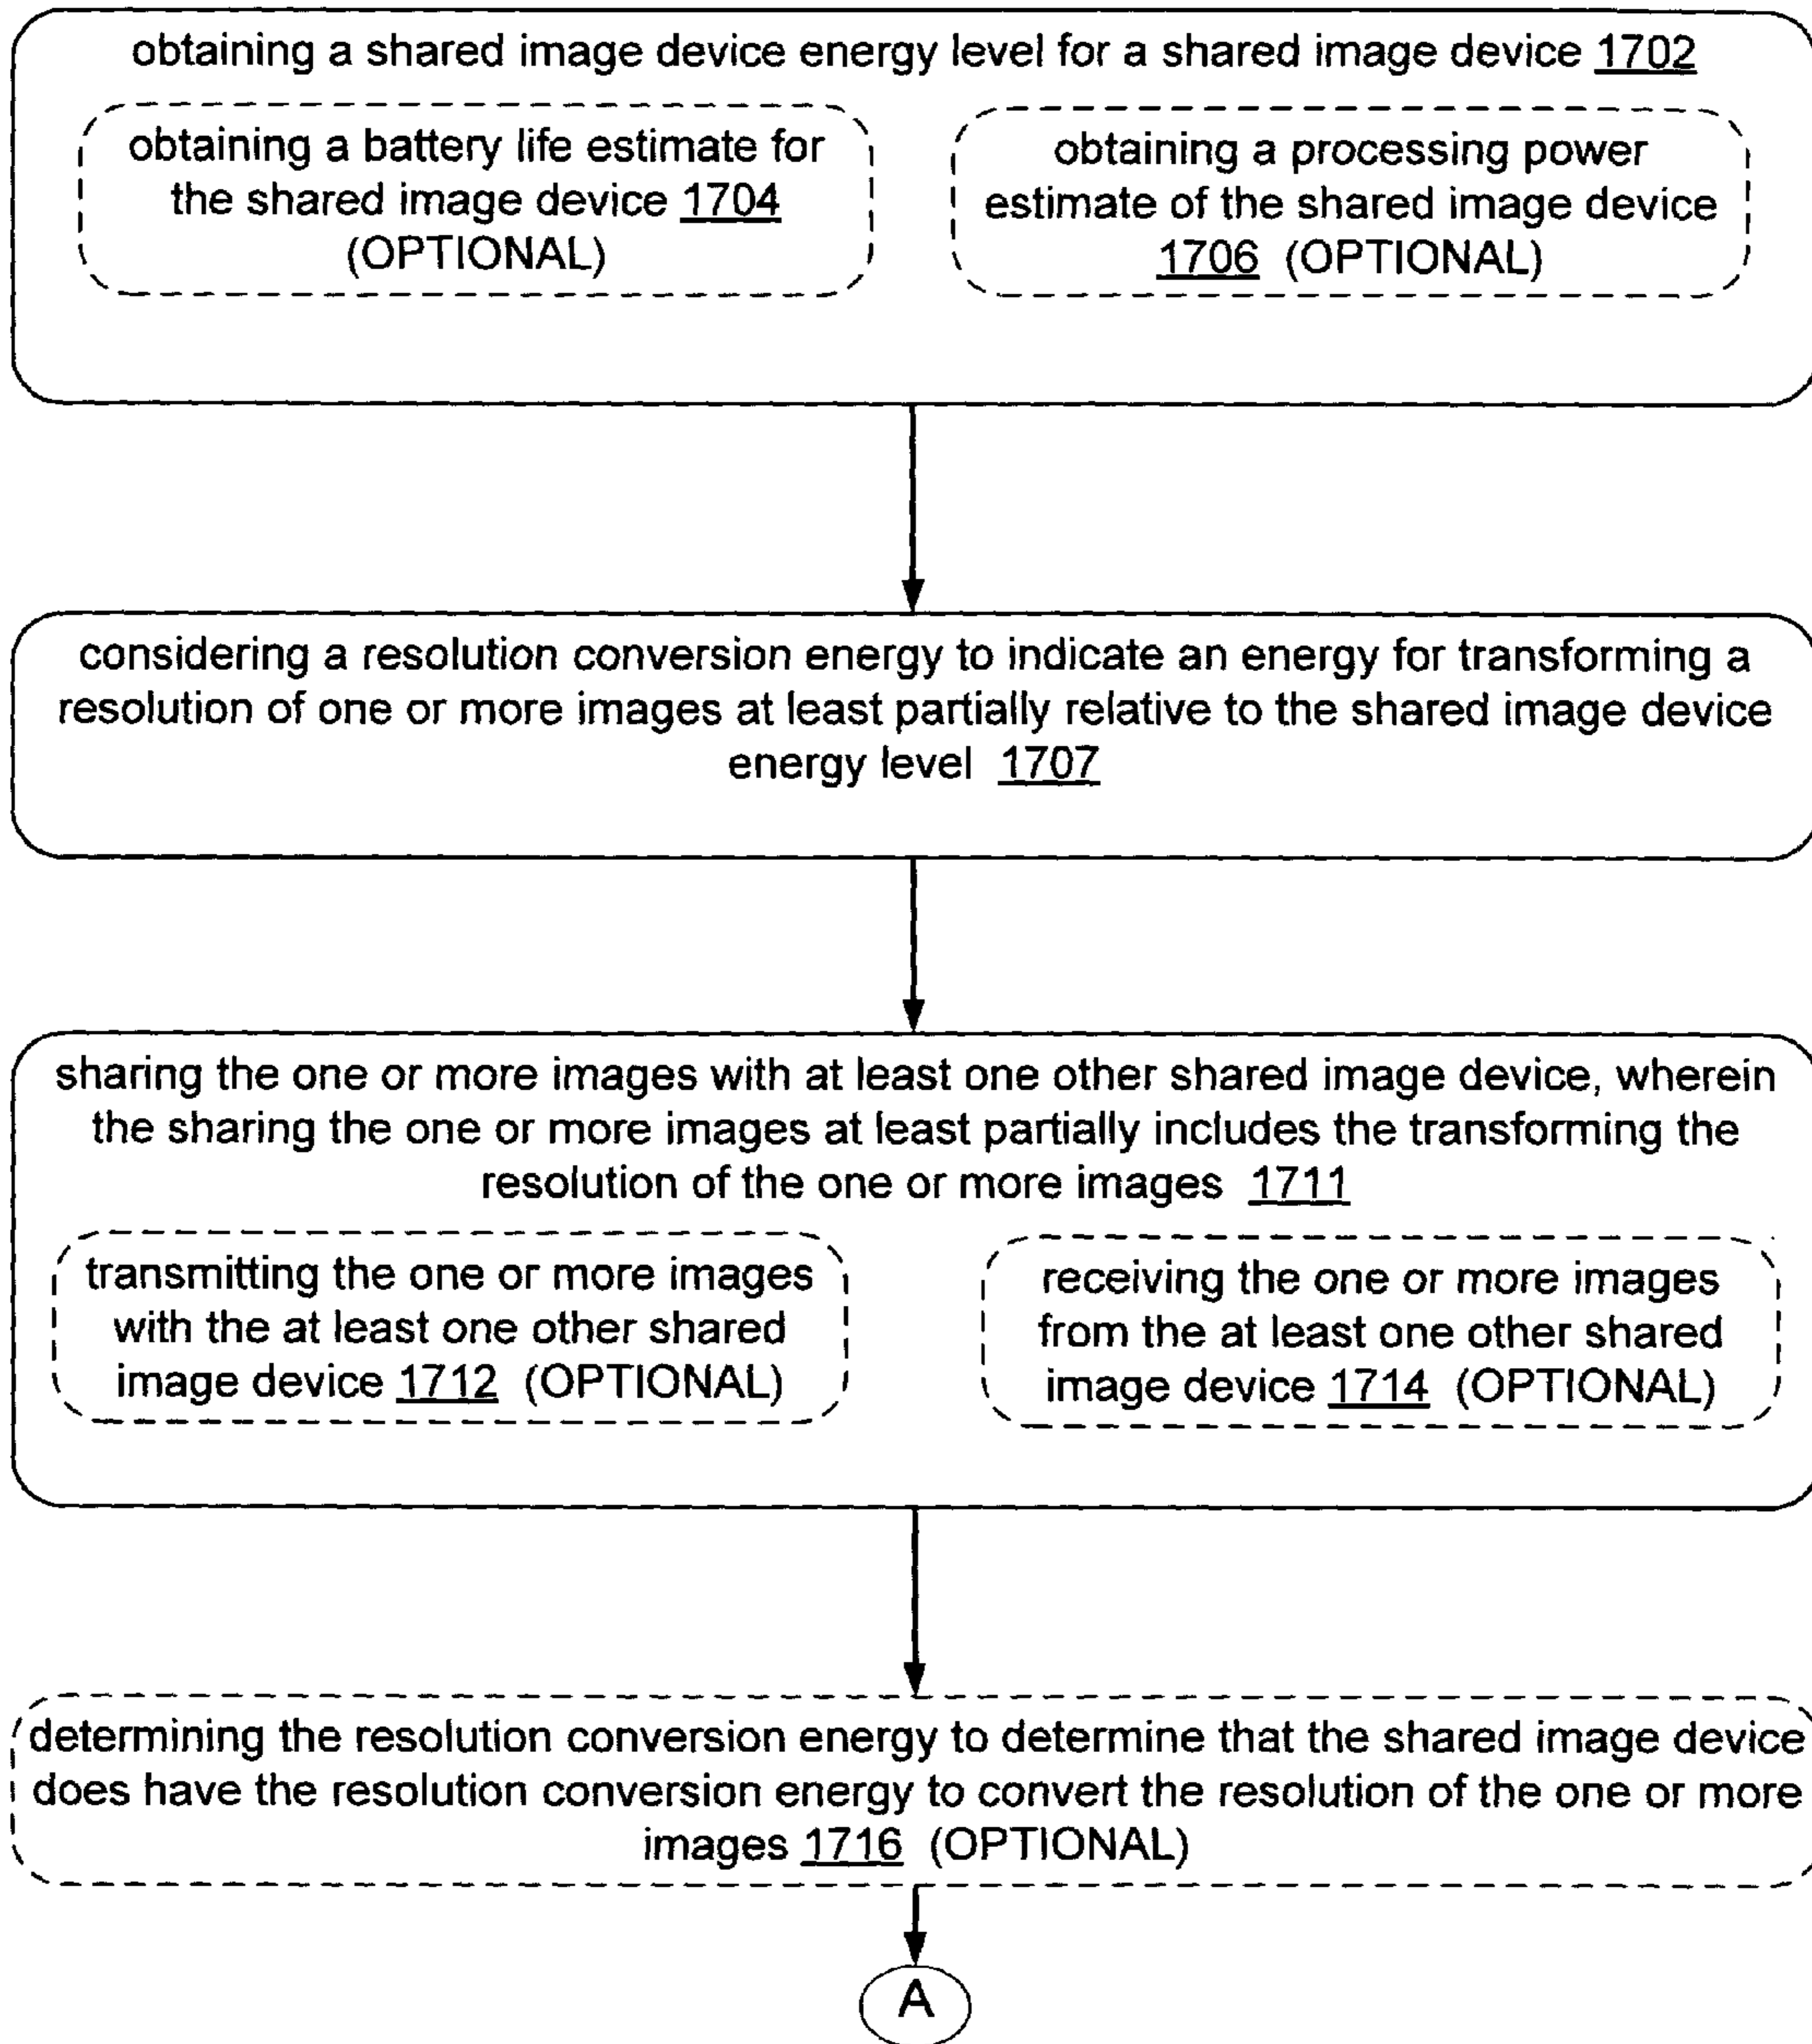 obtaining a shared image device energy level for a shared image device 1702
obtaining a battery life estimate for
the shared image device 1704
(OPTIONAL)
obtaining a processing power
estimate of the shared image device
1706 (OPTIONAL)
considering a resolution conversion energy to indicate an energy for transforming a
resolution of one or more images at least partially relative to the shared image device
energy level 1707
sharing the one or more images with at least one other shared image device, wherein
the sharing the one or more images at least partially includes the transforming the
resolution of the one or more images 1711
transmitting the one or more images
with the at least one other shared
image device 1712 (OPTIONAL)
receiving the one or more images
from the at least one other shared
image device 1714 (OPTIONAL)
determining the resolution conversion energy to determine that the shared image device
does have the resolution conversion energy to convert the resolution of the one or more
images 1716 (OPTIONAL)
A